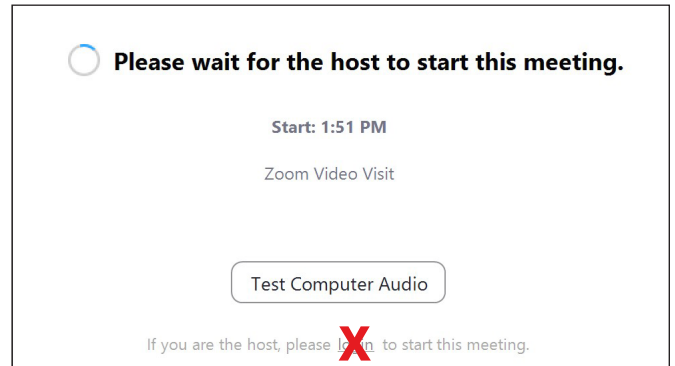 Please wait for the host to start this meeting.
Start: 1:51 PM
Zoom Video Visit
Test Computer Audio
If you are the host, please login to start this meeting.
X